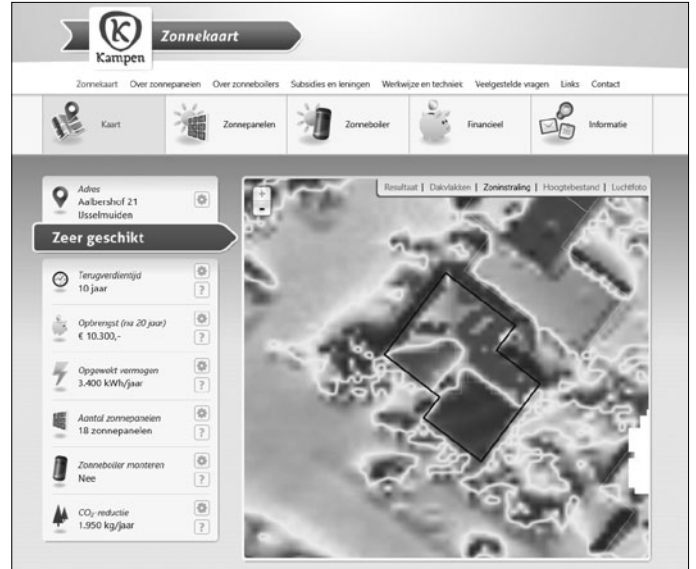 Zonnekaart
Kampen
Zonnekaart Over zonnepaneien Over zonneboilers Subsidies en leningen Werkwijze en techniek Veelgestelde vragen Links Contact
Kaart Zonnepanelen Zonneboiler Financieel Informatie
Adres
Aalbershof 21
IJsselmuiden
Zeer geschikt
Terugverdientijd
10 jaar
?
Opbrengst (na 20 jaar)
€ 10.300,-
?
Opgewekt vermogen
3.400 kWh/jaar
?
Aantal zonnepanelen
18 zonnepanelen
?
Zonneboiler monteren
Nee
?
CO₂-reductie
1.950 kg/jaar
?
+
-
Resultaat | Dakvlakken | Zoninstraling | Hoogtebestand | Luchtfoto